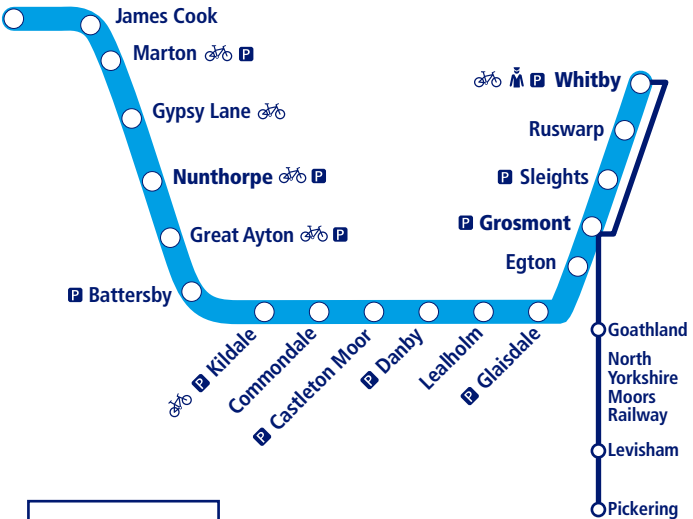 James Cook
Marton P
Gypsy Lane
Nunthorpe P
Great Ayton P
P Battersby
P Kildale
Commondale
P Castleton Moor
P Danby
Lealholm
P Glaisdale
P Whitby
Ruswarp
P Sleights
P Grosmont
Egton
Goathland
North
Yorkshire
Moors
Railway
Levisham
Pickering